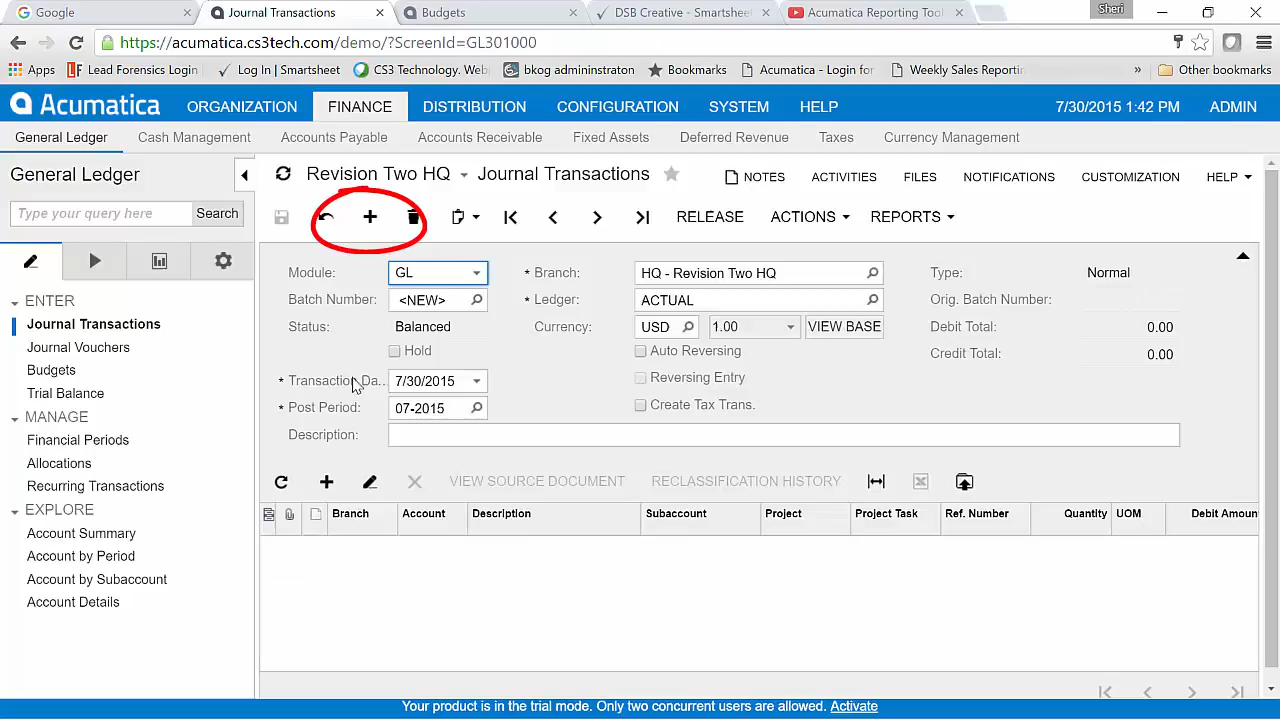 Google
Journal Transactions
Budgets
DSB Creative - Smartshee
Acumatica Reporting Tool
Sheri
https://acumatica.cs3tech.com/demo/?ScreenId=GL301000
Apps
Lead Forensics Login
Log In | Smartsheet
CS3 Technology. Web
bkog admininstraton
Bookmarks
Acumatica - Login for
Weekly Sales Reportin
»
Other bookmarks
Acumatica
ORGANIZATION
FINANCE
DISTRIBUTION
CONFIGURATION
SYSTEM
HELP
7/30/2015 1:42 PM
ADMIN
General Ledger
Cash Management
Accounts Payable
Accounts Receivable
Fixed Assets
Deferred Revenue
Taxes
Currency Management
General Ledger
Type your query here
Search
ENTER
Journal Transactions
Journal Vouchers
Budgets
Trial Balance
MANAGE
Financial Periods
Allocations
Recurring Transactions
EXPLORE
Account Summary
Account by Period
Account by Subaccount
Account Details
Revision Two HQ
Journal Transactions
NOTES
ACTIVITIES
FILES
NOTIFICATIONS
CUSTOMIZATION
HELP
RELEASE
ACTIONS
REPORTS
Module: GL
Batch Number: <NEW>
Status: Balanced
Hold
* Transaction Da... 7/30/2015
* Post Period: 07-2015
Description:
* Branch: HQ - Revision Two HQ
* Ledger: ACTUAL
Currency: USD 1.00 VIEW BASE
Auto Reversing
Reversing Entry
Create Tax Trans.
Type: Normal
Orig. Batch Number:
Debit Total: 0.00
Credit Total: 0.00
VIEW SOURCE DOCUMENT
RECLASSIFICATION HISTORY
Branch Account Description Subaccount Project Project Task Ref. Number Quantity UOM Debit Amoun
Your product is in the trial mode. Only two concurrent users are allowed. Activate